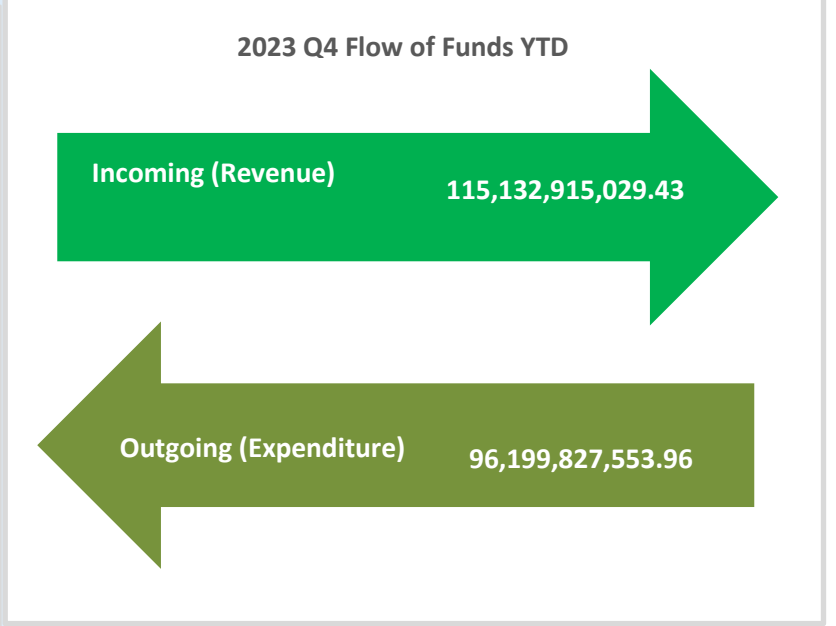 2023 Q4 Flow of Funds YTD
Incoming (Revenue)
115,132,915,029.43
Outgoing (Expenditure)
96,199,827,553.96